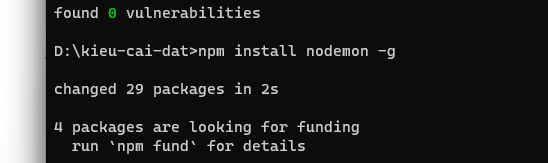 found 0 vulnerabilities
D:\kieu-cai-dat>npm install nodemon -g
changed 29 packages in 2s
4 packages are looking for funding
run `npm fund` for details